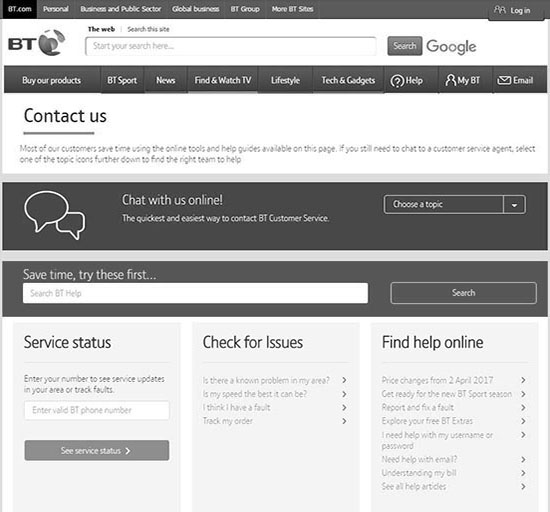 BT.com Personal Business and Public Sector Global business BT Group More BT Sites Log in
The web Search this site
BT Start your search here... Search Google
Buy our products BT Sport News Find & Watch TV Lifestyle Tech & Gadgets Help My BT Email
Contact us
Most of our customers save time using the online tools and help guides available on this page. If you still need to chat to a customer service agent, select
one of the topic icons further down to find the right team to help
Chat with us online!
The quickest and easiest way to contact BT Customer Service.
Choose a topic
Save time, try these first...
Search BT Help Search
Service status
Enter your number to see service updates
in your area or track faults.
Enter valid BT phone number
See service status
Check for Issues
Is there a known problem in my area?
Is my speed the best it can be?
I think I have a fault
Track my order
Find help online
Price changes from 2 April 2017
Get ready for the new BT Sport season
Report and fix a fault
Explore your free BT Extras
I need help with my username or
password
Need help with email?
Understanding my bill
See all help articles